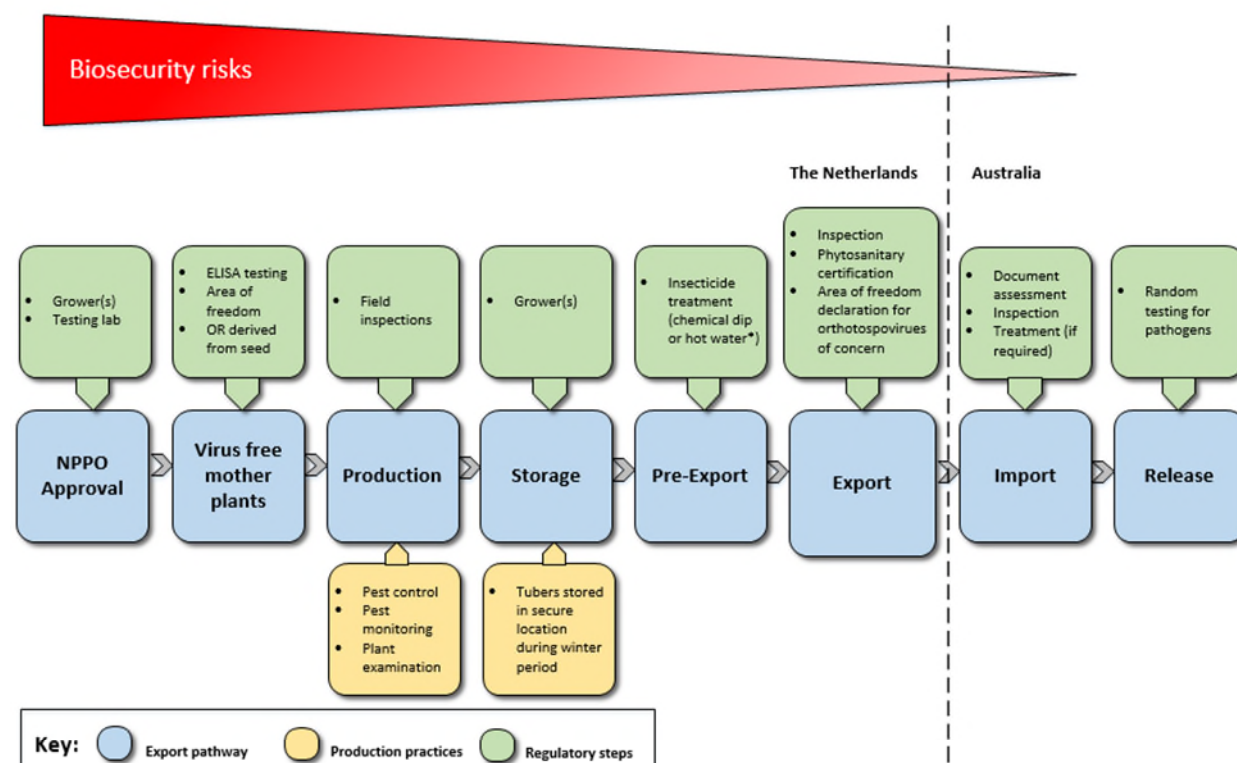 Biosecurity risks
The Netherlands
Australia
• Grower(s)
• Testing lab
• ELISA testing
• Area of
freedom
• OR derived
from seed
• Field
inspections
• Grower(s)
• Insecticide
treatment
(chemical dip
or hot water*)
• Inspection
• Phytosanitary
certification
• Area of freedom
declaration for
orthotospoviruses
of concern
• Document
assessment
• Inspection
• Treatment (if
required)
• Random
testing for
pathogens
NPPO
Approval
Virus free
mother
plants
Production
Storage
Pre-Export
Export
Import
Release
• Pest control
• Pest
monitoring
• Plant
examination
• Tubers stored
in secure
location
during winter
period
Key:
Export pathway
Production practices
Regulatory steps